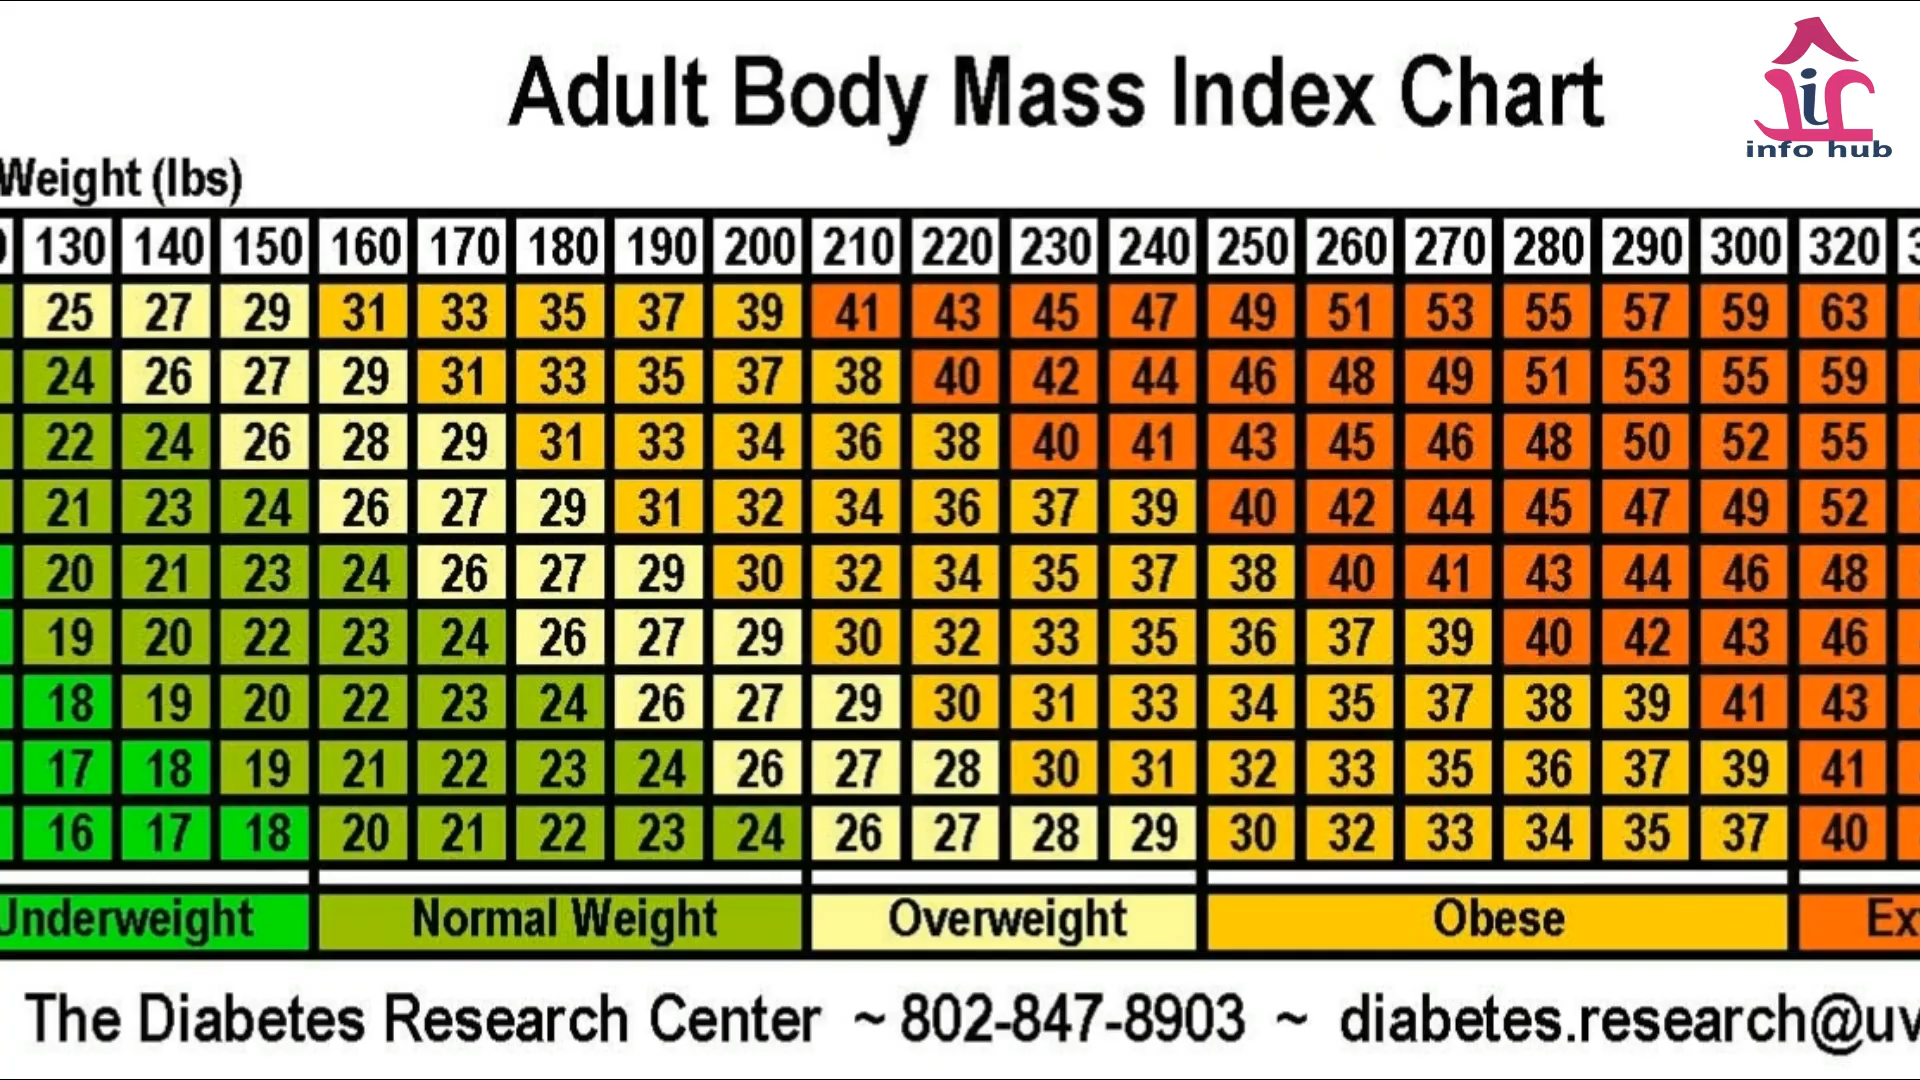 Adult Body Mass Index Chart
info hub
Weight (lbs)
130 140 150 160 170 180 190 200 210 220 230 240 250 260 270 280 290 300 320
25 27 29 31 33 35 37 39 41 43 45 47 49 51 53 55 57 59 63
24 26 27 29 31 33 35 37 38 40 42 44 46 48 49 51 53 55 59
22 24 26 28 29 31 33 34 36 38 40 41 43 45 46 48 50 52 55
21 23 24 26 27 29 31 32 34 36 37 39 40 42 44 45 47 49 52
20 21 23 24 26 27 29 30 32 34 35 37 38 40 41 43 44 46 48
19 20 22 23 24 26 27 29 30 32 33 35 36 37 39 40 42 43 46
18 19 20 22 23 24 26 27 29 30 31 33 34 35 37 38 39 41 43
17 18 19 21 22 23 24 26 27 28 30 31 32 33 35 36 37 39 41
16 17 18 20 21 22 23 24 26 27 28 29 30 32 33 34 35 37 40
Underweight Normal Weight Overweight Obese Ex
The Diabetes Research Center ~ 802-847-8903 ~ diabetes.research@uv